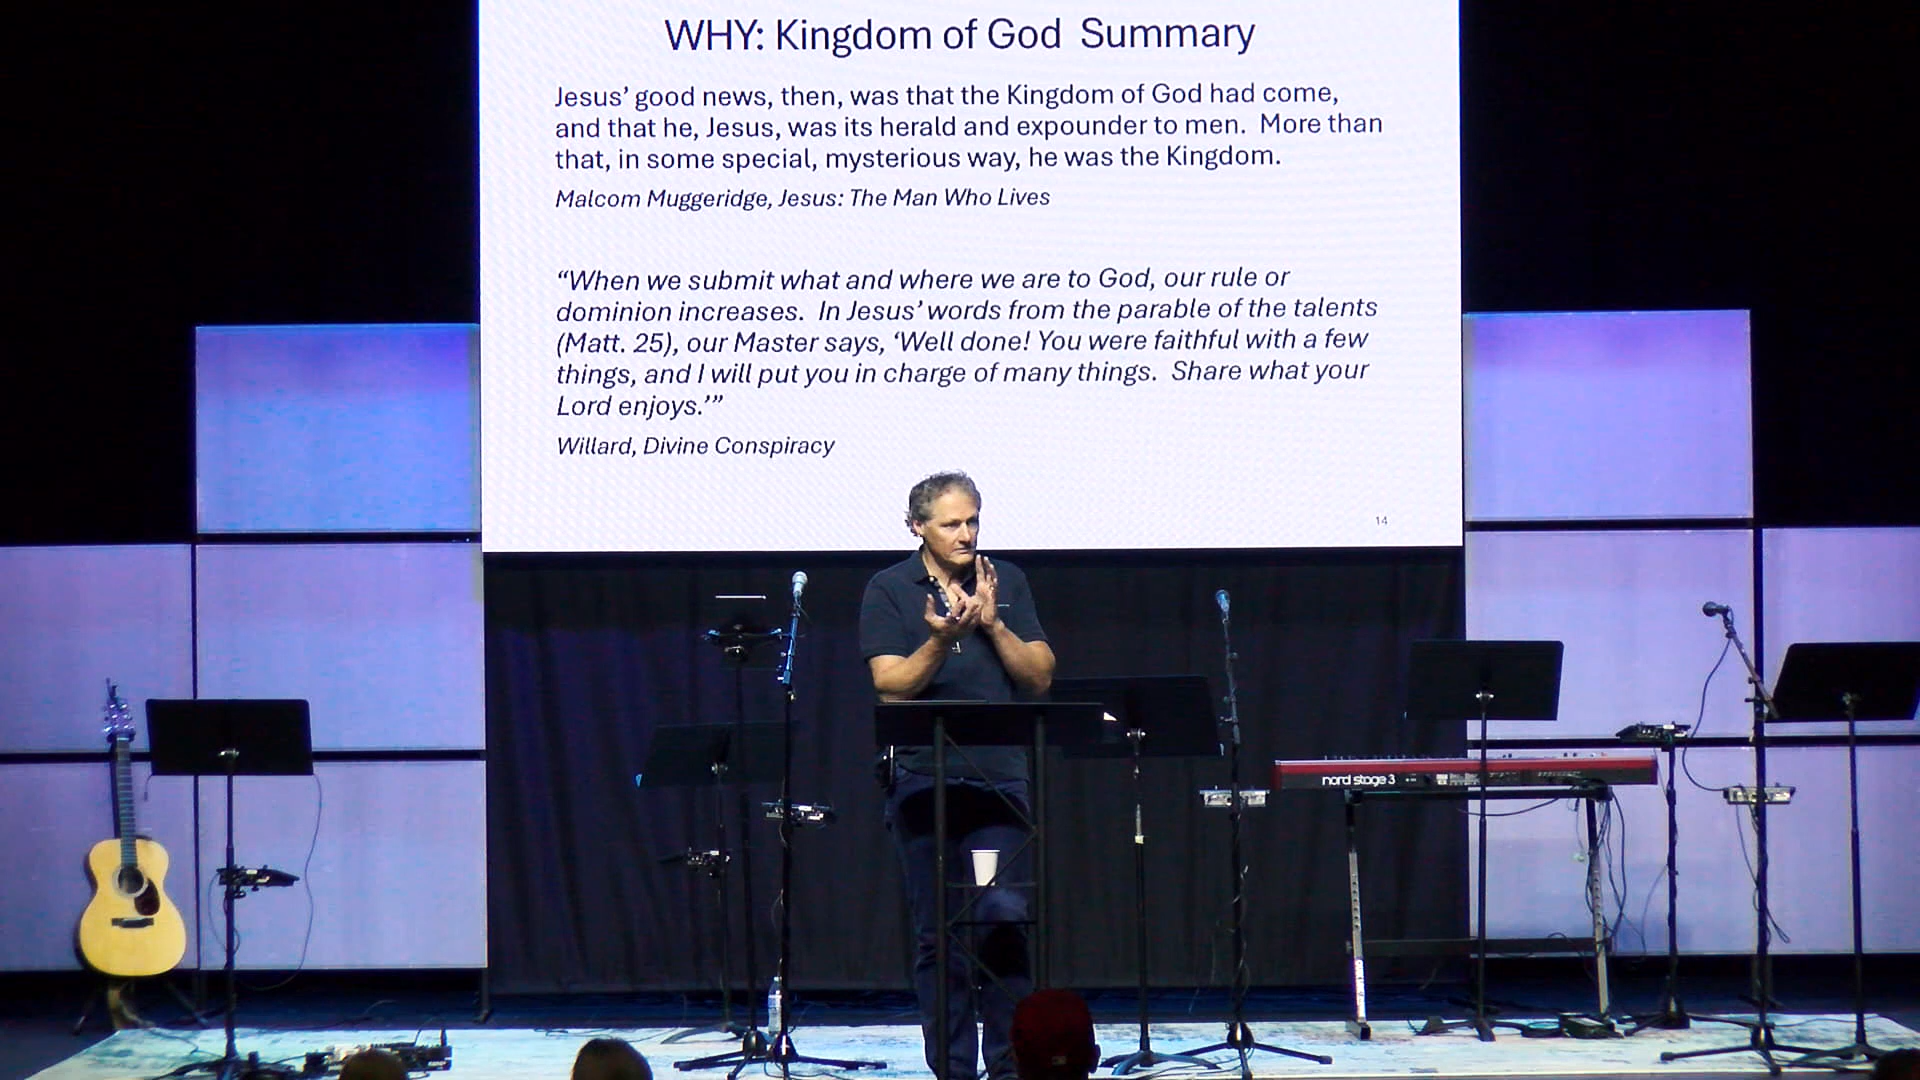 WHY: Kingdom of God Summary
Jesus’ good news, then, was that the Kingdom of God had come,
and that he, Jesus, was its herald and expounder to men. More than
that, in some special, mysterious way, he was the Kingdom.
Malcom Muggeridge, Jesus: The Man Who Lives
“When we submit what and where we are to God, our rule or
dominion increases. In Jesus’ words from the parable of the talents
(Matt. 25), our Master says, ‘Well done! You were faithful with a few
things, and I will put you in charge of many things. Share what your
Lord enjoys.’”
Willard, Divine Conspiracy
14
nord stage 3